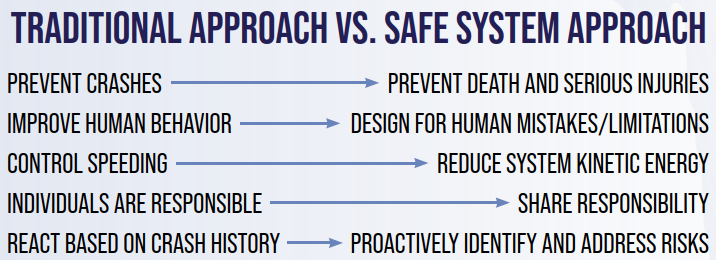 TRADITIONAL APPROACH VS. SAFE SYSTEM APPROACH
PREVENT CRASHES PREVENT DEATH AND SERIOUS INJURIES
IMPROVE HUMAN BEHAVIOR DESIGN FOR HUMAN MISTAKES/LIMITATIONS
CONTROL SPEEDING REDUCE SYSTEM KINETIC ENERGY
INDIVIDUALS ARE RESPONSIBLE SHARE RESPONSIBILITY
REACT BASED ON CRASH HISTORY PROACTIVELY IDENTIFY AND ADDRESS RISKS